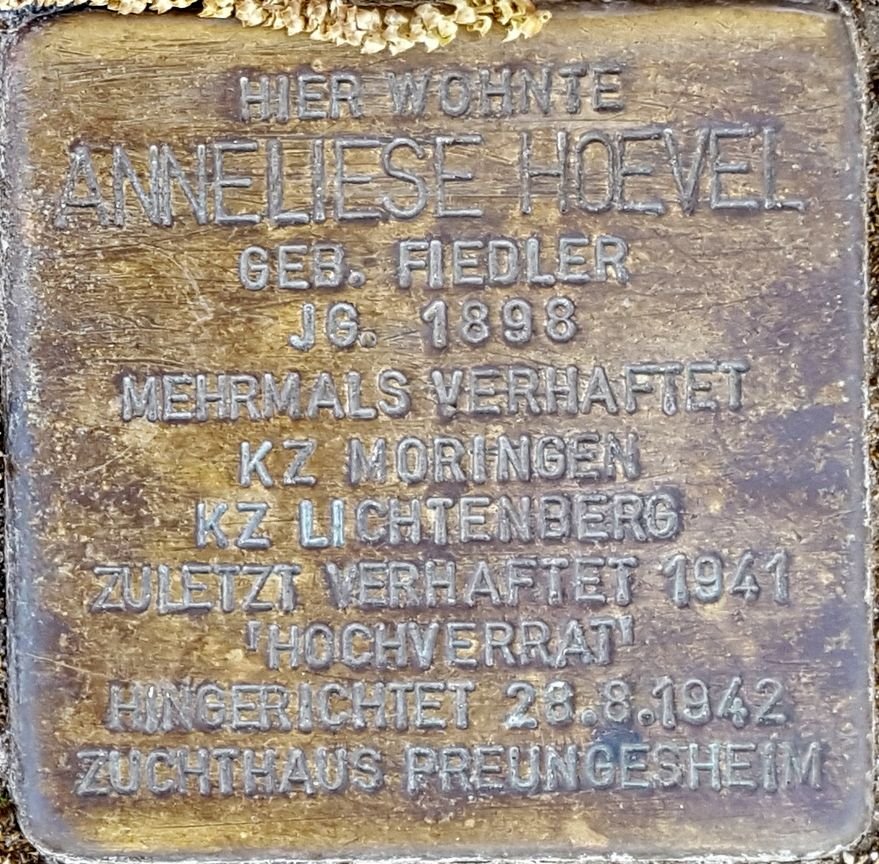 HIER WOHNTE
ANNELIESE HOEVEL
GEB. FIEDLER
JG. 1898
MEHRMALS VERHAFTET
KZ MORINGEN
KZ LICHTENBERG
ZULETZT VERHAFTET 1941
'HOCHVERRAT'
HINGERICHTET 28.8.1942
ZUCHTHAUS PREUNGESHEIM